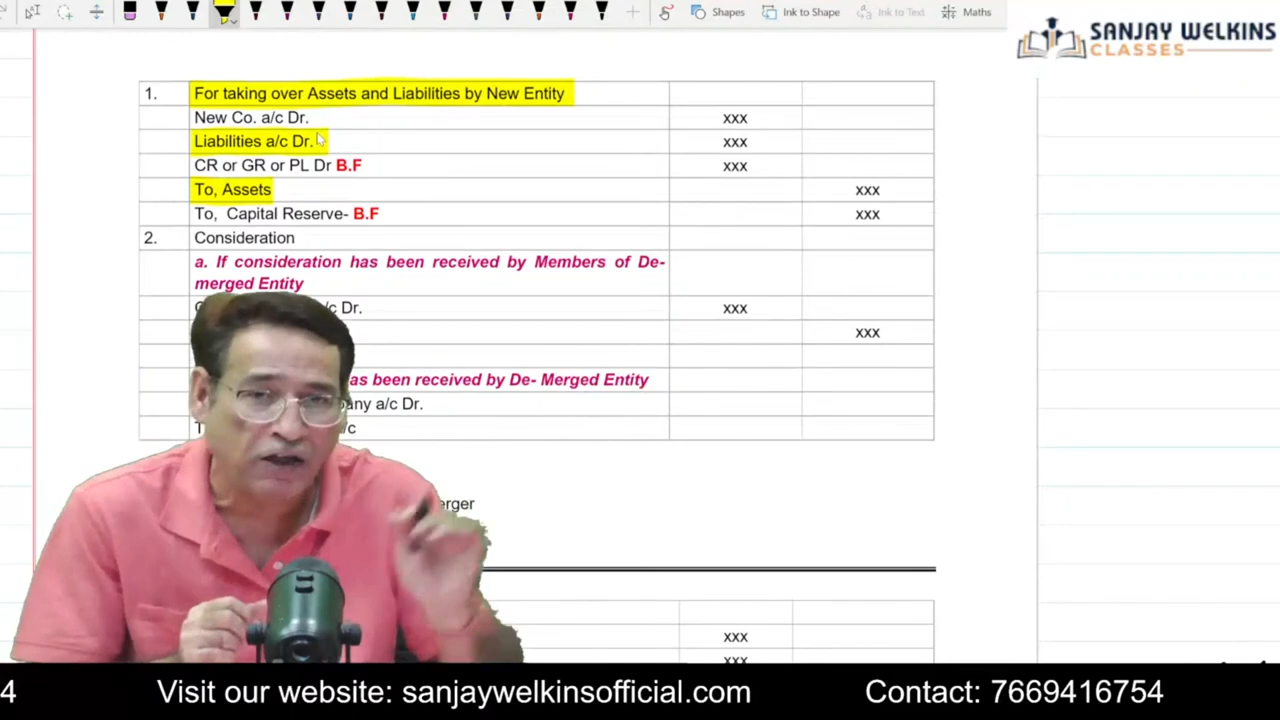 Shapes
Ink to Shape
Ink to Text
Maths
SANJAY WELKINS
CLASSES
1. For taking over Assets and Liabilities by New Entity
New Co. a/c Dr. xxx
Liabilities a/c Dr. xxx
CR or GR or PL Dr B.F xxx
To, Assets xxx
To, Capital Reserve- B.F xxx
2. Consideration
a. If consideration has been received by Members of De-
merged Entity
Dr. xxx
xxx
as been received by De- Merged Entity
a/c Dr.
xxx
xxx
4 Visit our website: sanjaywelkinsofficial.com Contact: 7669416754